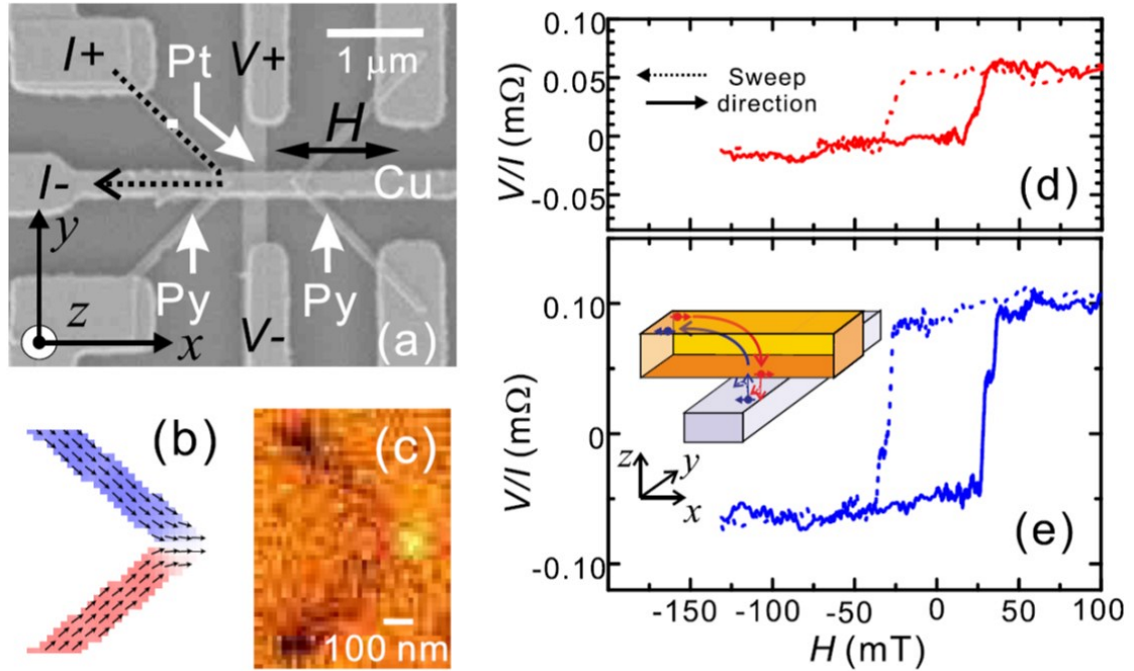 I+
Pt
V+
1 μm
H
I-
Cu
y
Py
Py
z
x
V-
(a)
(b)
(c)
100 nm
0.10
0.05
0
-0.05
V/I (mΩ)
Sweep
direction
(d)
0.10
0
-0.10
V/I (mΩ)
z
y
x
(e)
-150
-100
-50
0
50
100
H (mT)